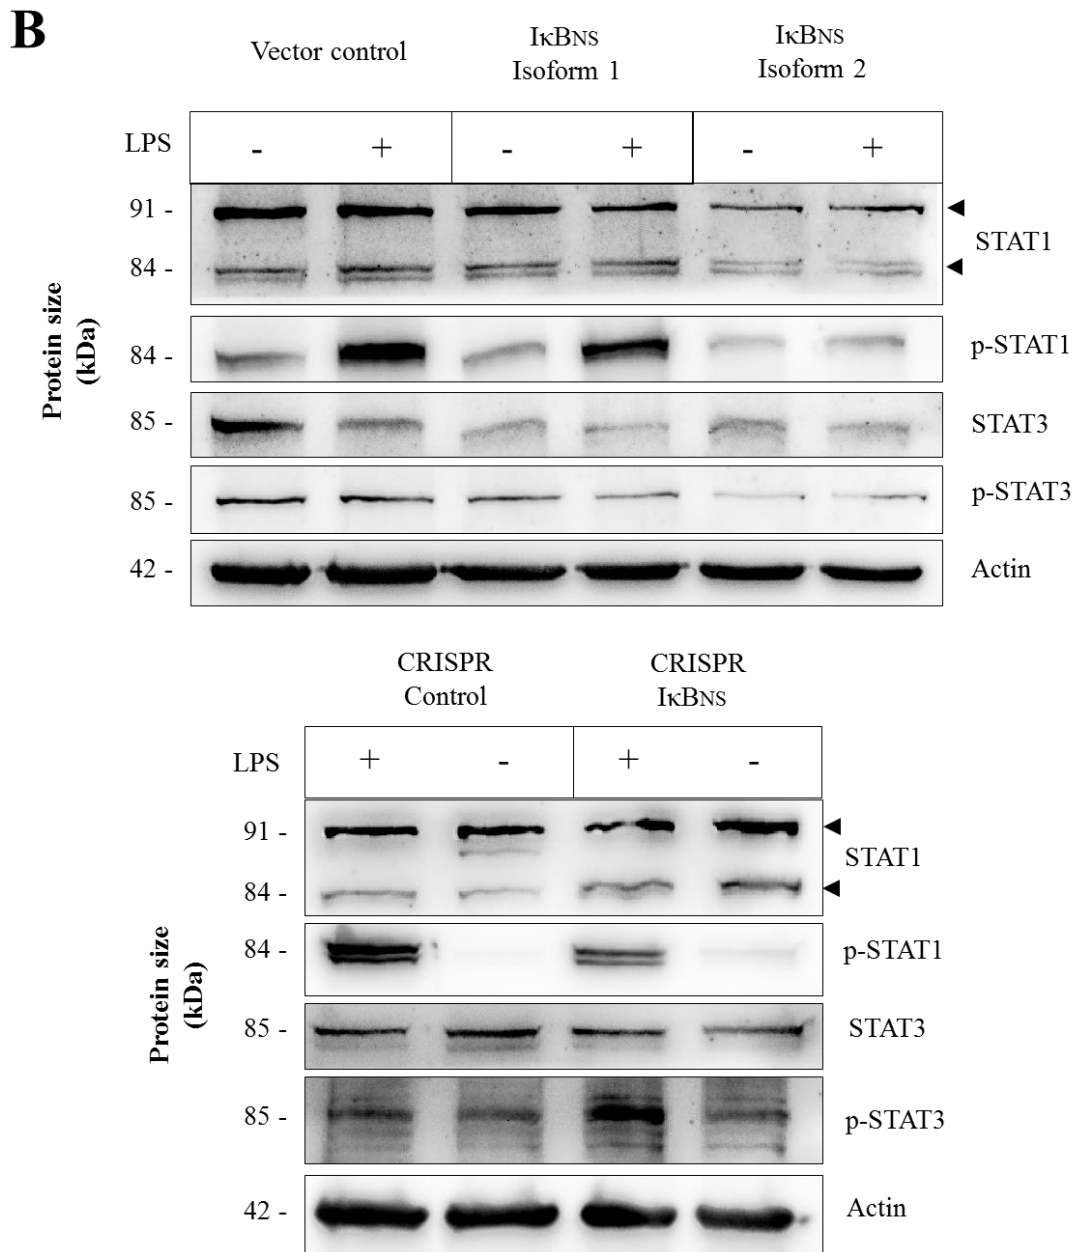 B
Vector control
IκBNS
Isoform 1
IκBNS
Isoform 2
LPS - + - + - +
91 -
STAT1
84 -
84 - p-STAT1
85 - STAT3
85 - p-STAT3
42 - Actin
Protein size
(kDa)
CRISPR
Control
CRISPR
IκBNS
LPS + - + -
91 -
STAT1
84 -
84 - p-STAT1
85 - STAT3
85 - p-STAT3
42 - Actin
Protein size
(kDa)